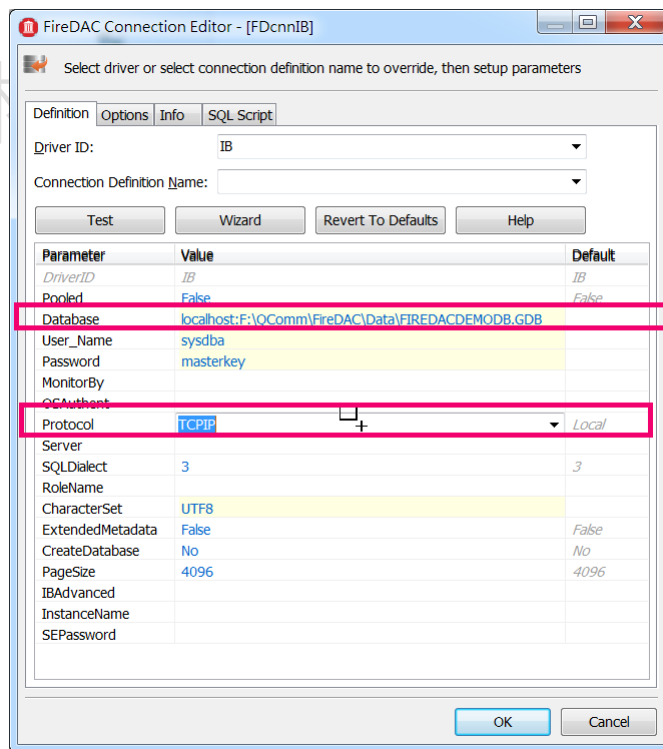 FireDAC Connection Editor - [FDcnnIB]
Select driver or select connection definition name to override, then setup parameters
Definition Options Info SQL Script
Driver ID: IB
Connection Definition Name:
Test Wizard Revert To Defaults Help
Parameter Value Default
DriverID IB IB
Pooled False False
Database localhost:F:\QComm\FireDAC\Data\FIREDACDEMODB.GDB
User_Name sysdba
Password masterkey
MonitorBy
OSAuthent
Protocol TCPIP Local
Server
SQLDialect 3 3
RoleName
CharacterSet UTF8
ExtendedMetadata False False
CreateDatabase No No
PageSize 4096 4096
IBAdvanced
InstanceName
SEPassword
OK Cancel